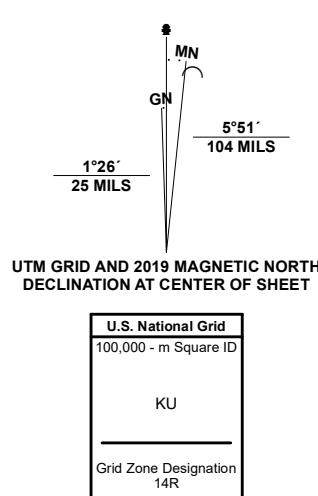 MN
GN
5°51´
104 MILS
1°26´
25 MILS
UTM GRID AND 2019 MAGNETIC NORTH
DECLINATION AT CENTER OF SHEET
U.S. National Grid
100,000 - m Square ID
KU
Grid Zone Designation
14R